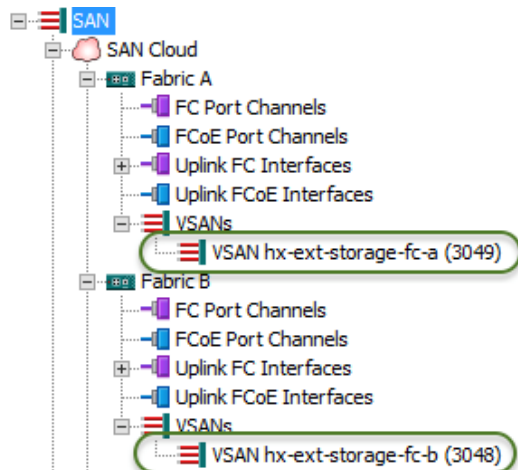 SAN
SAN Cloud
Fabric A
FC Port Channels
FCoE Port Channels
Uplink FC Interfaces
Uplink FCoE Interfaces
VSANs
VSAN hx-ext-storage-fc-a (3049)
Fabric B
FC Port Channels
FCoE Port Channels
Uplink FC Interfaces
Uplink FCoE Interfaces
VSANs
VSAN hx-ext-storage-fc-b (3048)